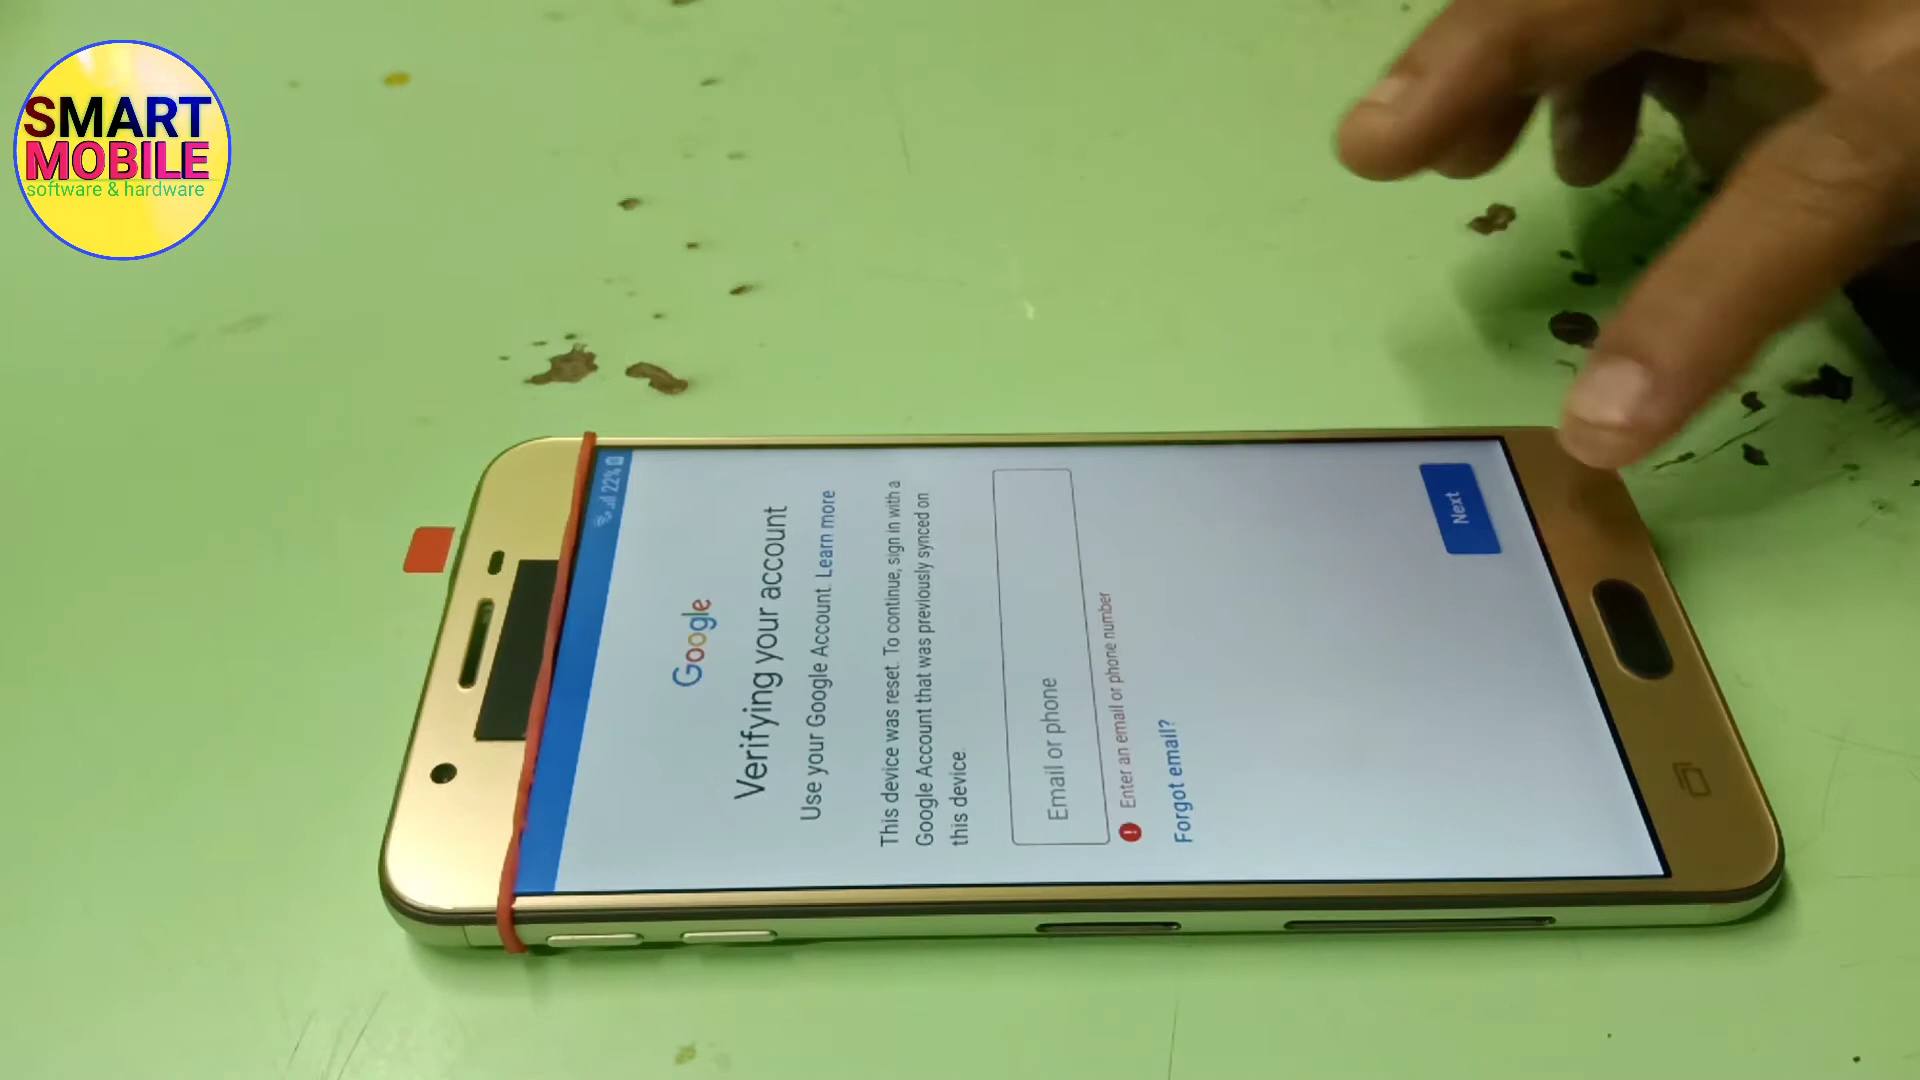 SMART
MOBILE
software & hardware
22%
Google
Verifying your account
Use your Google Account. Learn more
This device was reset. To continue, sign in with a
Google Account that was previously synced on
this device.
Email or phone
Enter an email or phone number
Forgot email?
Next